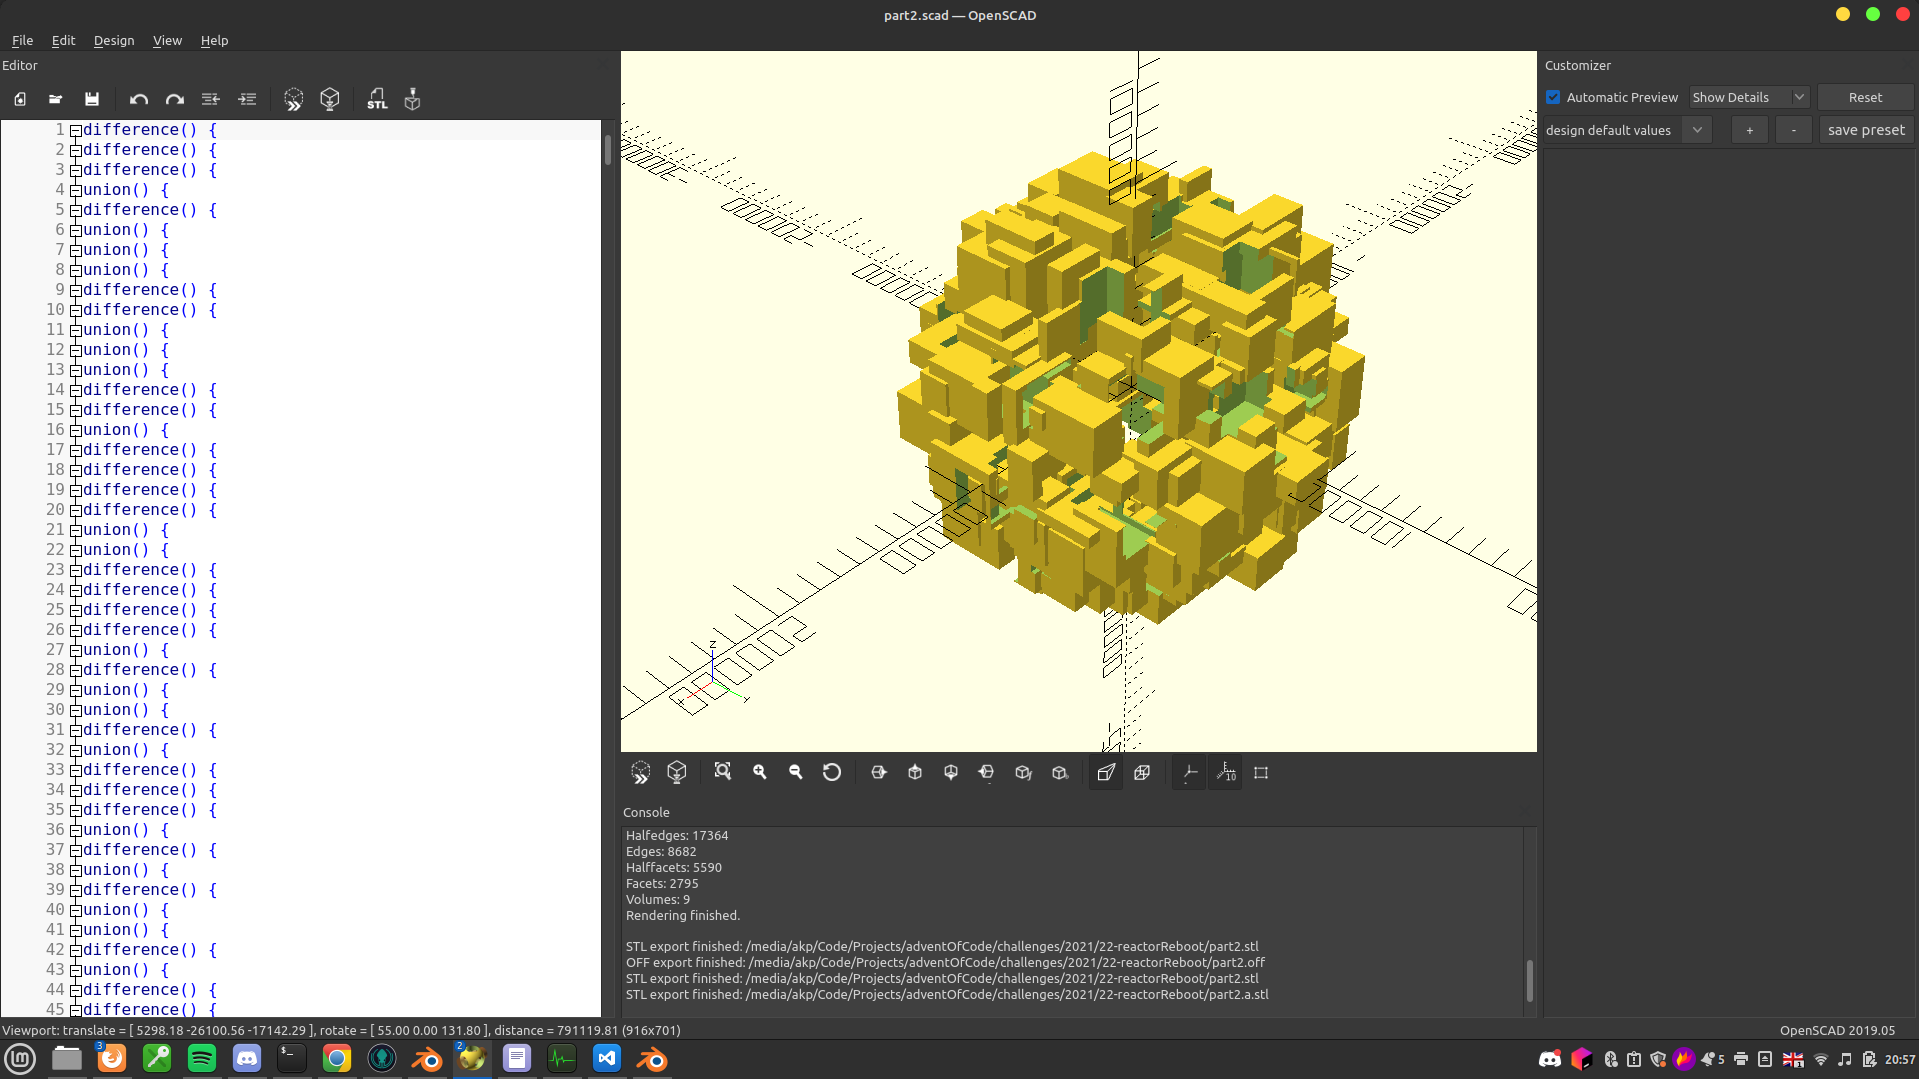 part2.scad — OpenSCAD
File Edit Design View Help
Editor
STL
1 difference() {
2 difference() {
3 difference() {
4 union() {
5 difference() {
6 union() {
7 union() {
8 union() {
9 difference() {
10 difference() {
11 union() {
12 union() {
13 union() {
14 difference() {
15 difference() {
16 union() {
17 difference() {
18 difference() {
19 difference() {
20 difference() {
21 union() {
22 union() {
23 difference() {
24 difference() {
25 difference() {
26 difference() {
27 union() {
28 difference() {
29 union() {
30 union() {
31 difference() {
32 union() {
33 difference() {
34 difference() {
35 difference() {
36 union() {
37 difference() {
38 union() {
39 difference() {
40 union() {
41 union() {
42 difference() {
43 union() {
44 difference() {
45 difference() {
z
x
y
10
Console
Halfedges: 17364
Edges: 8682
Halffacets: 5590
Facets: 2795
Volumes: 9
Rendering finished.
STL export finished: /media/akp/Code/Projects/adventOfCode/challenges/2021/22-reactorReboot/part2.stl
OFF export finished: /media/akp/Code/Projects/adventOfCode/challenges/2021/22-reactorReboot/part2.off
STL export finished: /media/akp/Code/Projects/adventOfCode/challenges/2021/22-reactorReboot/part2.stl
STL export finished: /media/akp/Code/Projects/adventOfCode/challenges/2021/22-reactorReboot/part2.a.stl
Customizer
Automatic Preview Show Details Reset
design default values + - save preset
Viewport: translate = [ 5298.18 -26100.56 -17142.29 ], rotate = [ 55.00 0.00 131.80 ], distance = 791119.81 (916x701)
OpenSCAD 2019.05
3 2 5 20:57